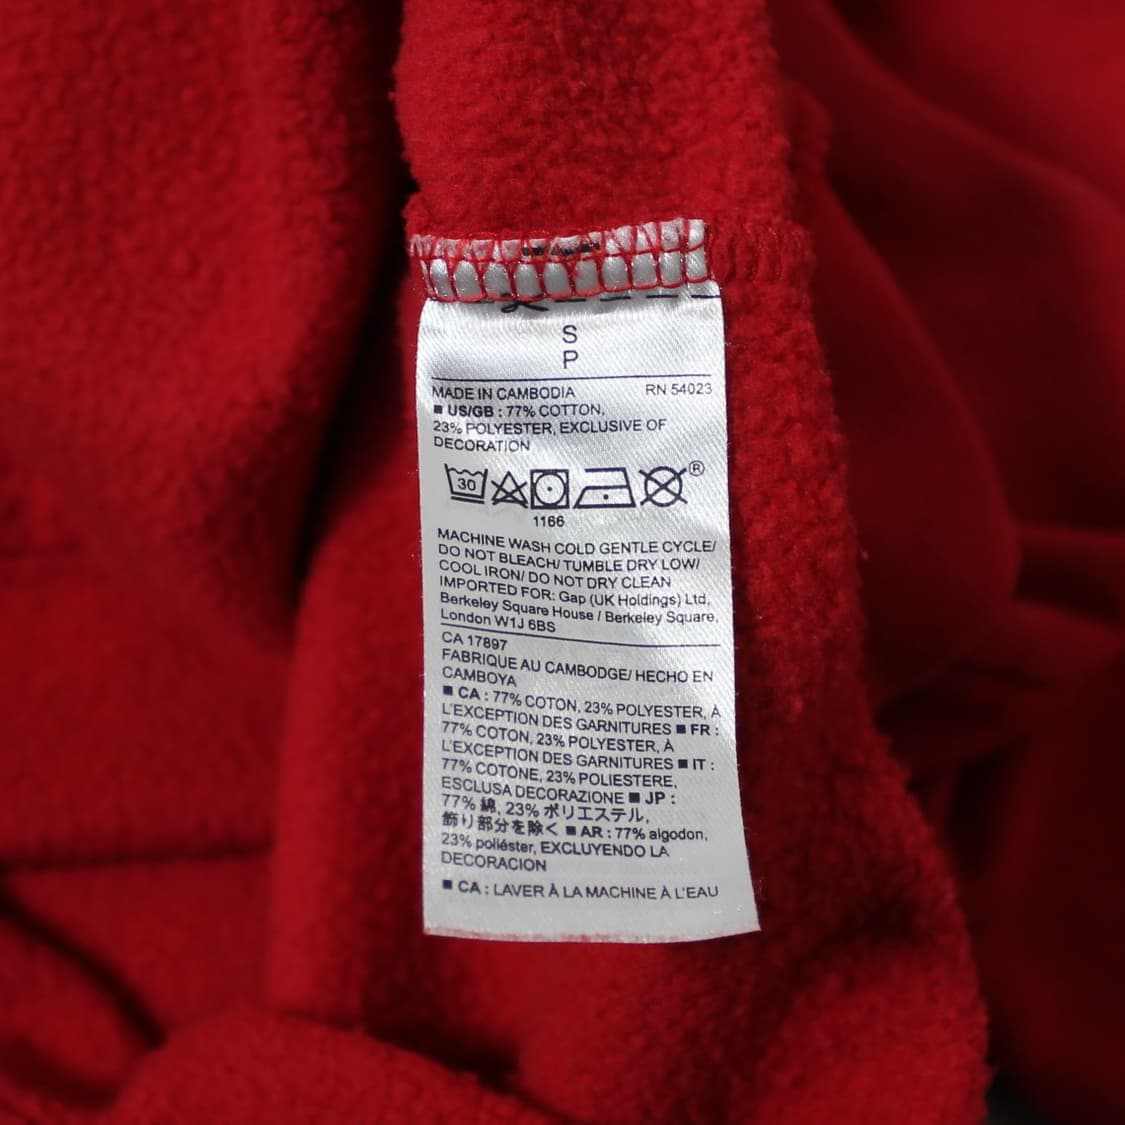 S
P
MADE IN CAMBODIA RN 54023
■ US/GB : 77% COTTON,
23% POLYESTER, EXCLUSIVE OF
DECORATION
30 ®
1166
MACHINE WASH COLD GENTLE CYCLE/
DO NOT BLEACH/ TUMBLE DRY LOW/
COOL IRON/ DO NOT DRY CLEAN
IMPORTED FOR: Gap (UK Holdings) Ltd,
Berkeley Square House / Berkeley Square,
London W1J 6BS
CA 17897
FABRIQUE AU CAMBODGE/ HECHO EN
CAMBOYA
■ CA : 77% COTON, 23% POLYESTER, À
L'EXCEPTION DES GARNITURES ■ FR :
77% COTON, 23% POLYESTER, À
L'EXCEPTION DES GARNITURES ■ IT :
77% COTONE, 23% POLIESTERE,
ESCLUSA DECORAZIONE ■ JP :
77% 綿, 23% ポリエステル,
飾り部分を除く ■ AR : 77% algodon,
23% poliéster, EXCLUYENDO LA
DECORACION
■ CA : LAVER À LA MACHINE À L'EAU